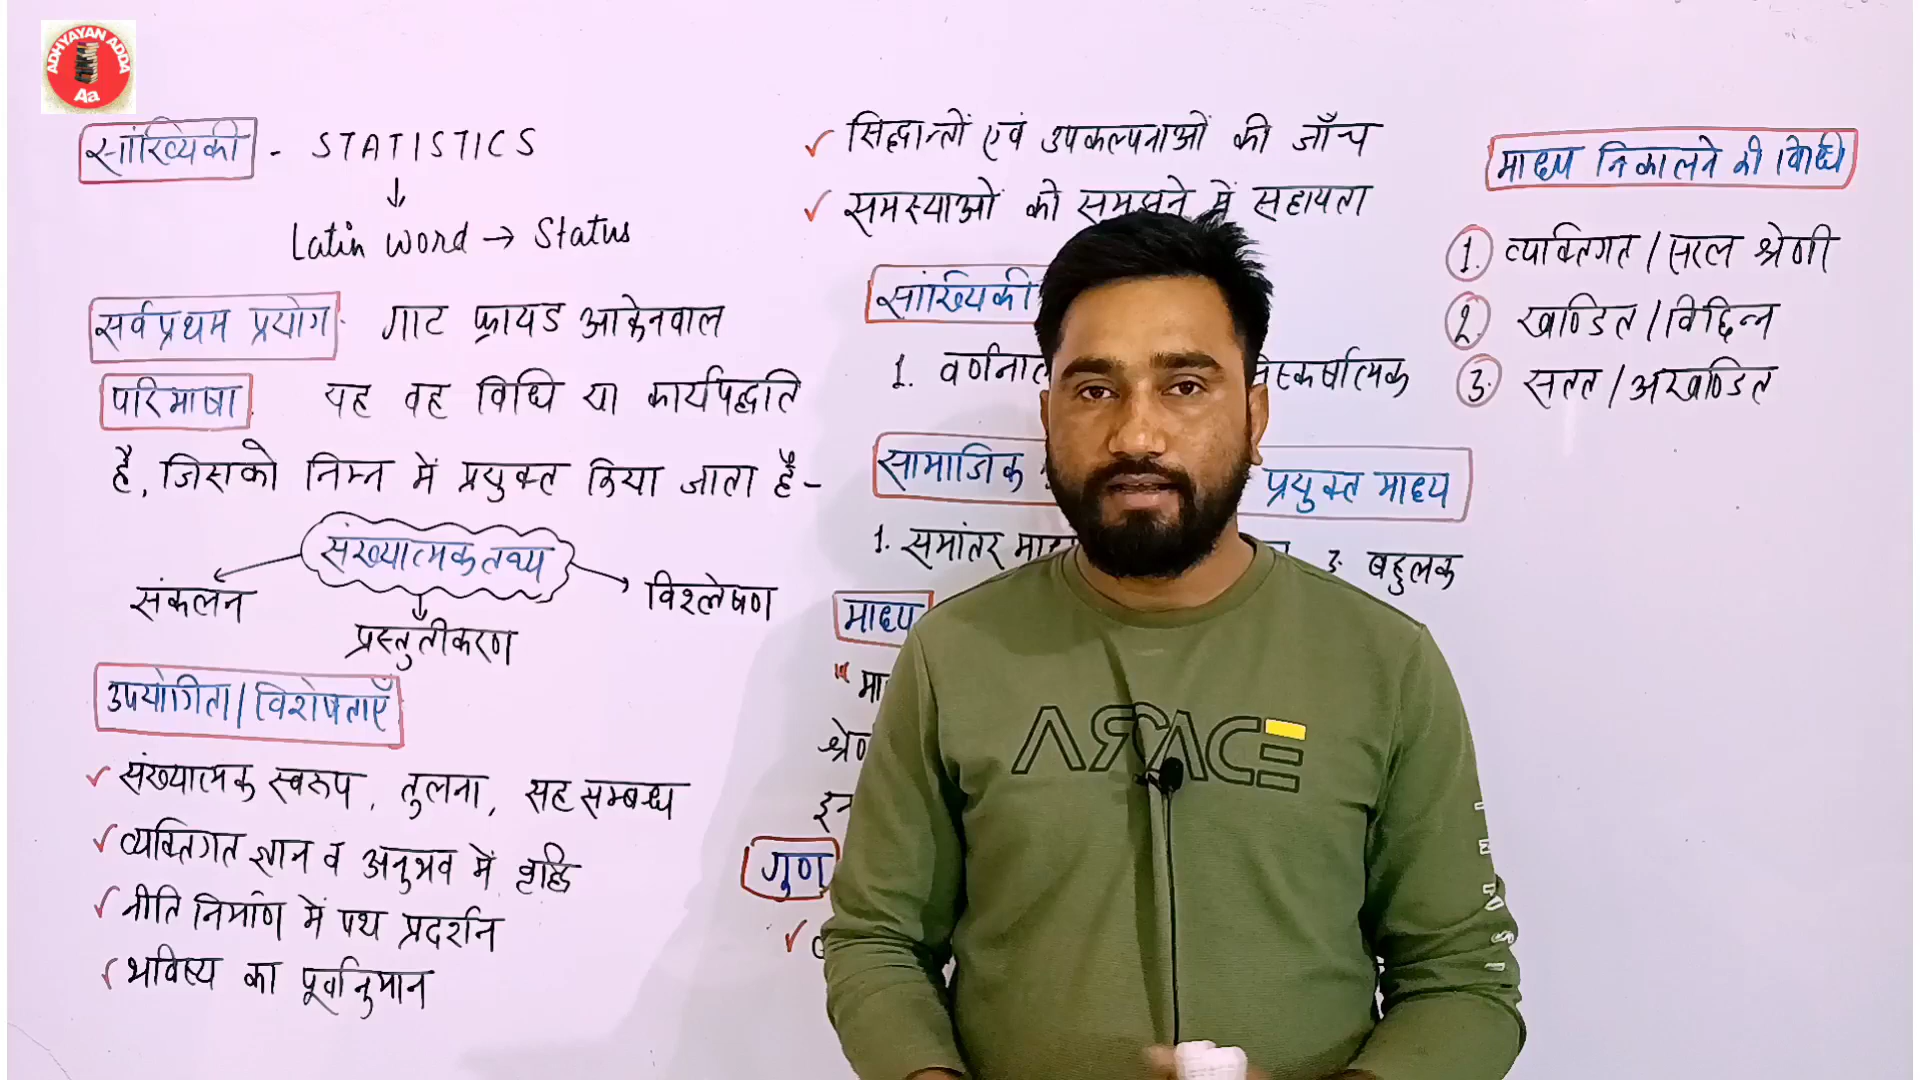 ADHYAYAN ADDA
Aa
सांख्यिकी - STATISTICS
↓
Latin word → Status
सर्वप्रथम प्रयोग - गाट फ्रायड आकेनवाल
परिभाषा यह वह विधि या कार्यपद्धति
है, जिसको निम्न में प्रयुक्त किया जाता है-
संख्यात्मक तथ्य
संकलन
प्रस्तुतीकरण
विश्लेषण
उपयोगिता/विशेषताएँ
✓ संख्यात्मक स्वरूप, तुलना, सह सम्बन्ध
✓ व्यक्तिगत ज्ञान व अनुभव में वृद्धि
✓ नीति निर्माण में पथ प्रदर्शन
✓ भविष्य का पूर्वानुमान
✓ सिद्धान्तों एवं उपकल्पनाओं की जाँच
✓ समस्याओं को समझने में सहायता
सांख्यिकी
1. वर्णनात्
निष्कर्षात्मक
सामाजिक
प्रयुक्त माध्य
1. समांतर माध्य
3. बहुलक
माध्य
"मा
श्रेण
इन
गुण
✓
माध्य निकालने की विधि
1. व्यक्तिगत/सरल श्रेणी
2. खण्डित/विछिन्न
3. सतत/अखण्डित
ASPACE